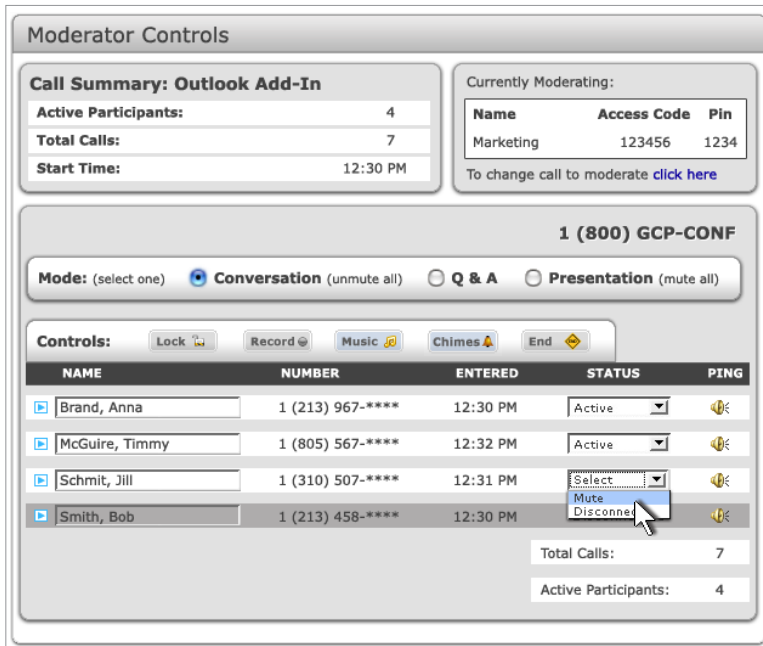 Moderator Controls
Call Summary: Outlook Add-In
Active Participants: 4
Total Calls: 7
Start Time: 12:30 PM
Currently Moderating:
Name Access Code Pin
Marketing 123456 1234
To change call to moderate click here
1 (800) GCP-CONF
Mode: (select one) Conversation (unmute all) Q & A Presentation (mute all)
Controls: Lock Record Music Chimes End
NAME NUMBER ENTERED STATUS PING
Brand, Anna 1 (213) 967-**** 12:30 PM Active
McGuire, Timmy 1 (805) 567-**** 12:32 PM Active
Schmit, Jill 1 (310) 507-**** 12:31 PM Select
Mute
Disconnec
Smith, Bob 1 (213) 458-**** 12:30 PM
Total Calls: 7
Active Participants: 4